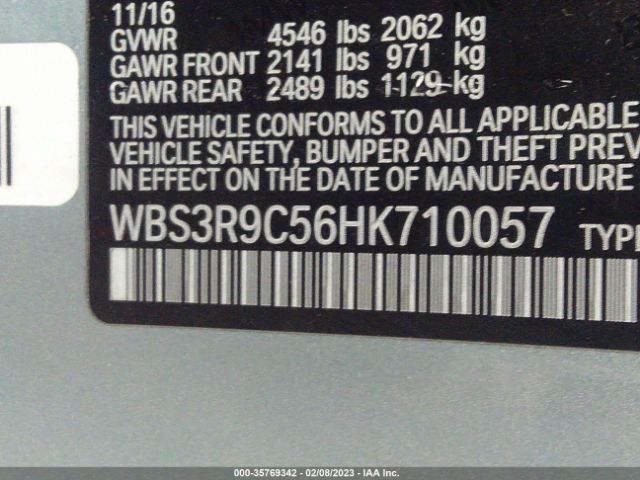 11/16
GVWR 4546 lbs 2062 kg
GAWR FRONT 2141 lbs 971 kg
GAWR REAR 2489 lbs 1129 kg
THIS VEHICLE CONFORMS TO ALL APPLICABLE
VEHICLE SAFETY, BUMPER AND THEFT PREV
IN EFFECT ON THE DATE OF MANUFACTURE
WBS3R9C56HK710057 TYPE
© - 35769342 - 02/08/2023 - IAA Inc.